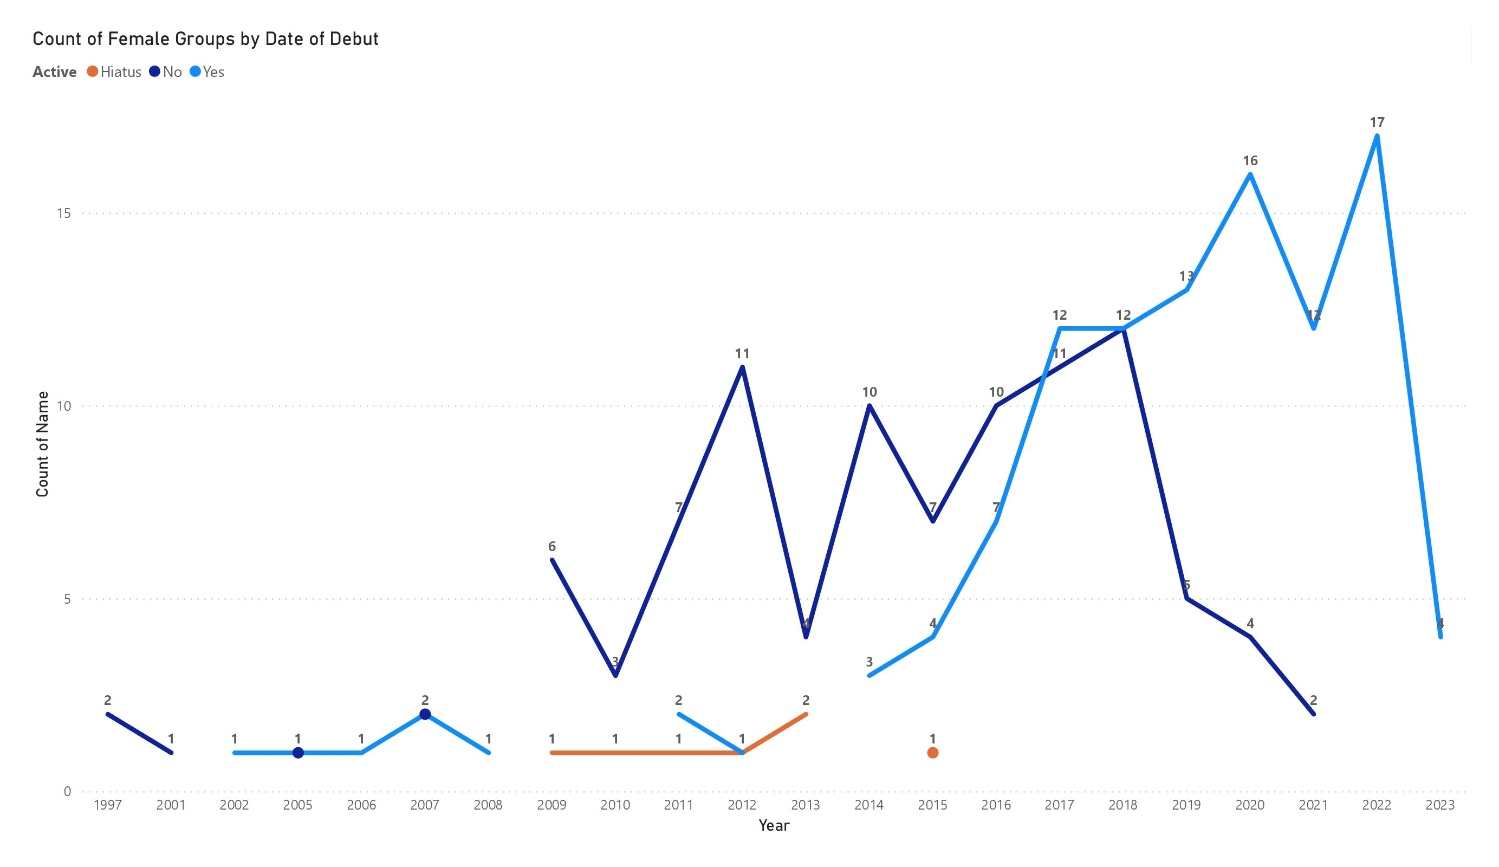 Count of Female Groups by Date of Debut
Active Hiatus No Yes
17
16
15
13
12 12 12
11 11
10 10 10
7 7 7
6
5 5
4 4 4 4
3 3
2 2 2 2 2
1 1 1 1 1 1 1 1 1 1
0
1997 2001 2002 2005 2006 2007 2008 2009 2010 2011 2012 2013 2014 2015 2016 2017 2018 2019 2020 2021 2022 2023
Year
Count of Name